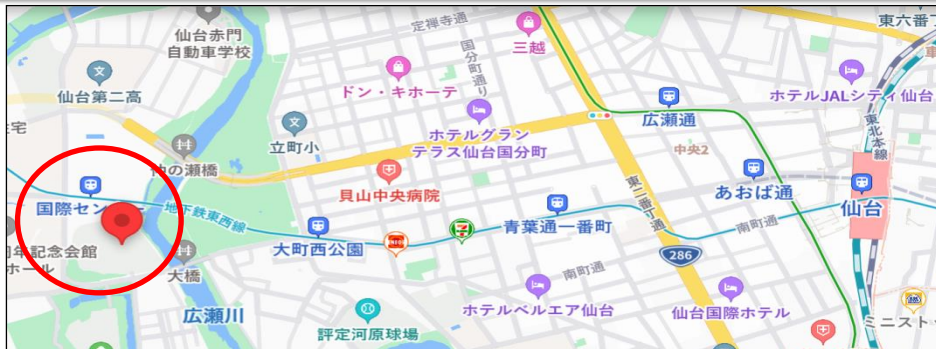 定禅寺通
東六番丁
仙台赤門
自動車学校
三越
国分町通り
ドン・キホーテ
ホテルJALシティ仙台
仙台第二高
広瀬通
東北本線
ホテルグラン
テラス仙台国分町
立町小
中央2
仲の瀬橋
貝山中央病院
東二番丁通
あおば通
国際センター
仙台
地下鉄東西線
青葉通一番町
大町西公園
南町通
周年記念会館
ホール
大橋
286
南町通
広瀬川
ホテルベルエア仙台
仙台国際ホテル
評定河原球場
ミニスト